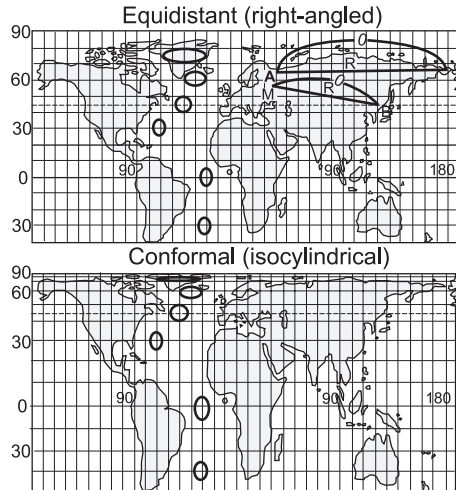 Equidistant (right-angled)
90
O
R
A
60
O
M
R
B
30
90
90
180
0
30
Conformal (isocylindrical)
90
60
30
90
90
180
0
30